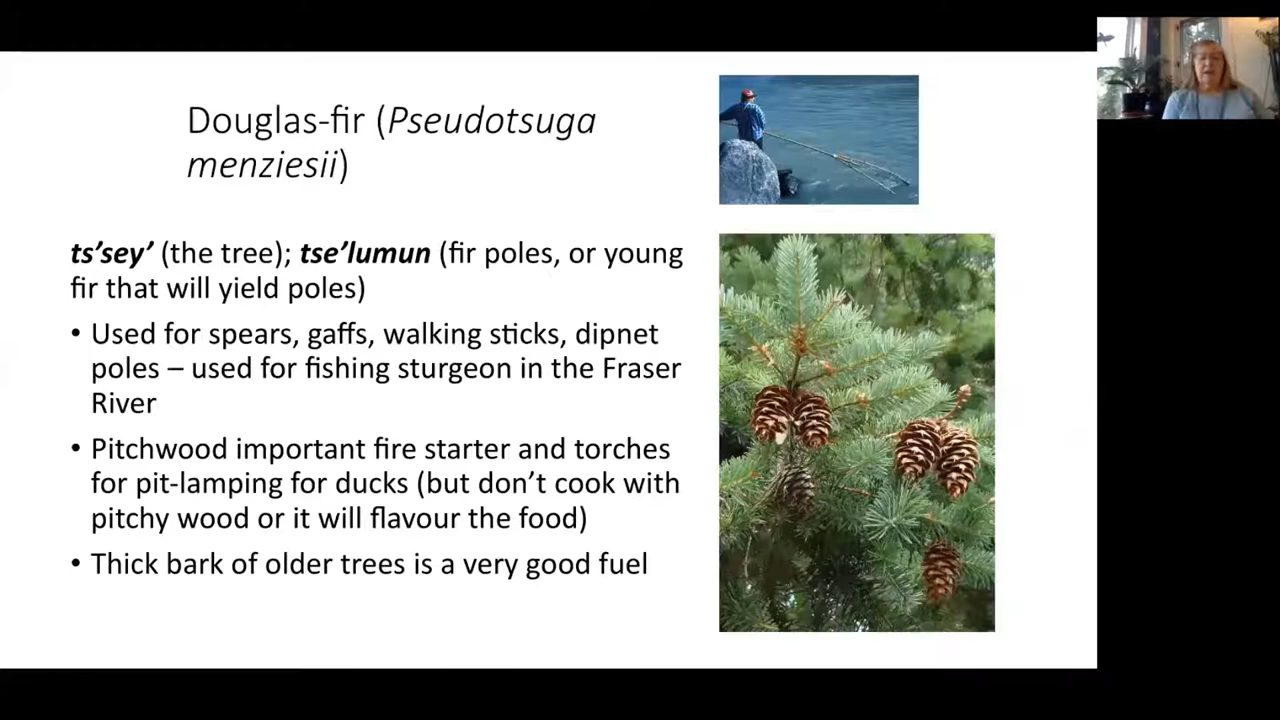 Douglas-fir (Pseudotsuga
menziesii)
ts’sey’ (the tree); tse’lumun (fir poles, or young
fir that will yield poles)
• Used for spears, gaffs, walking sticks, dipnet
poles – used for fishing sturgeon in the Fraser
River
• Pitchwood important fire starter and torches
for pit-lamping for ducks (but don’t cook with
pitchy wood or it will flavour the food)
• Thick bark of older trees is a very good fuel